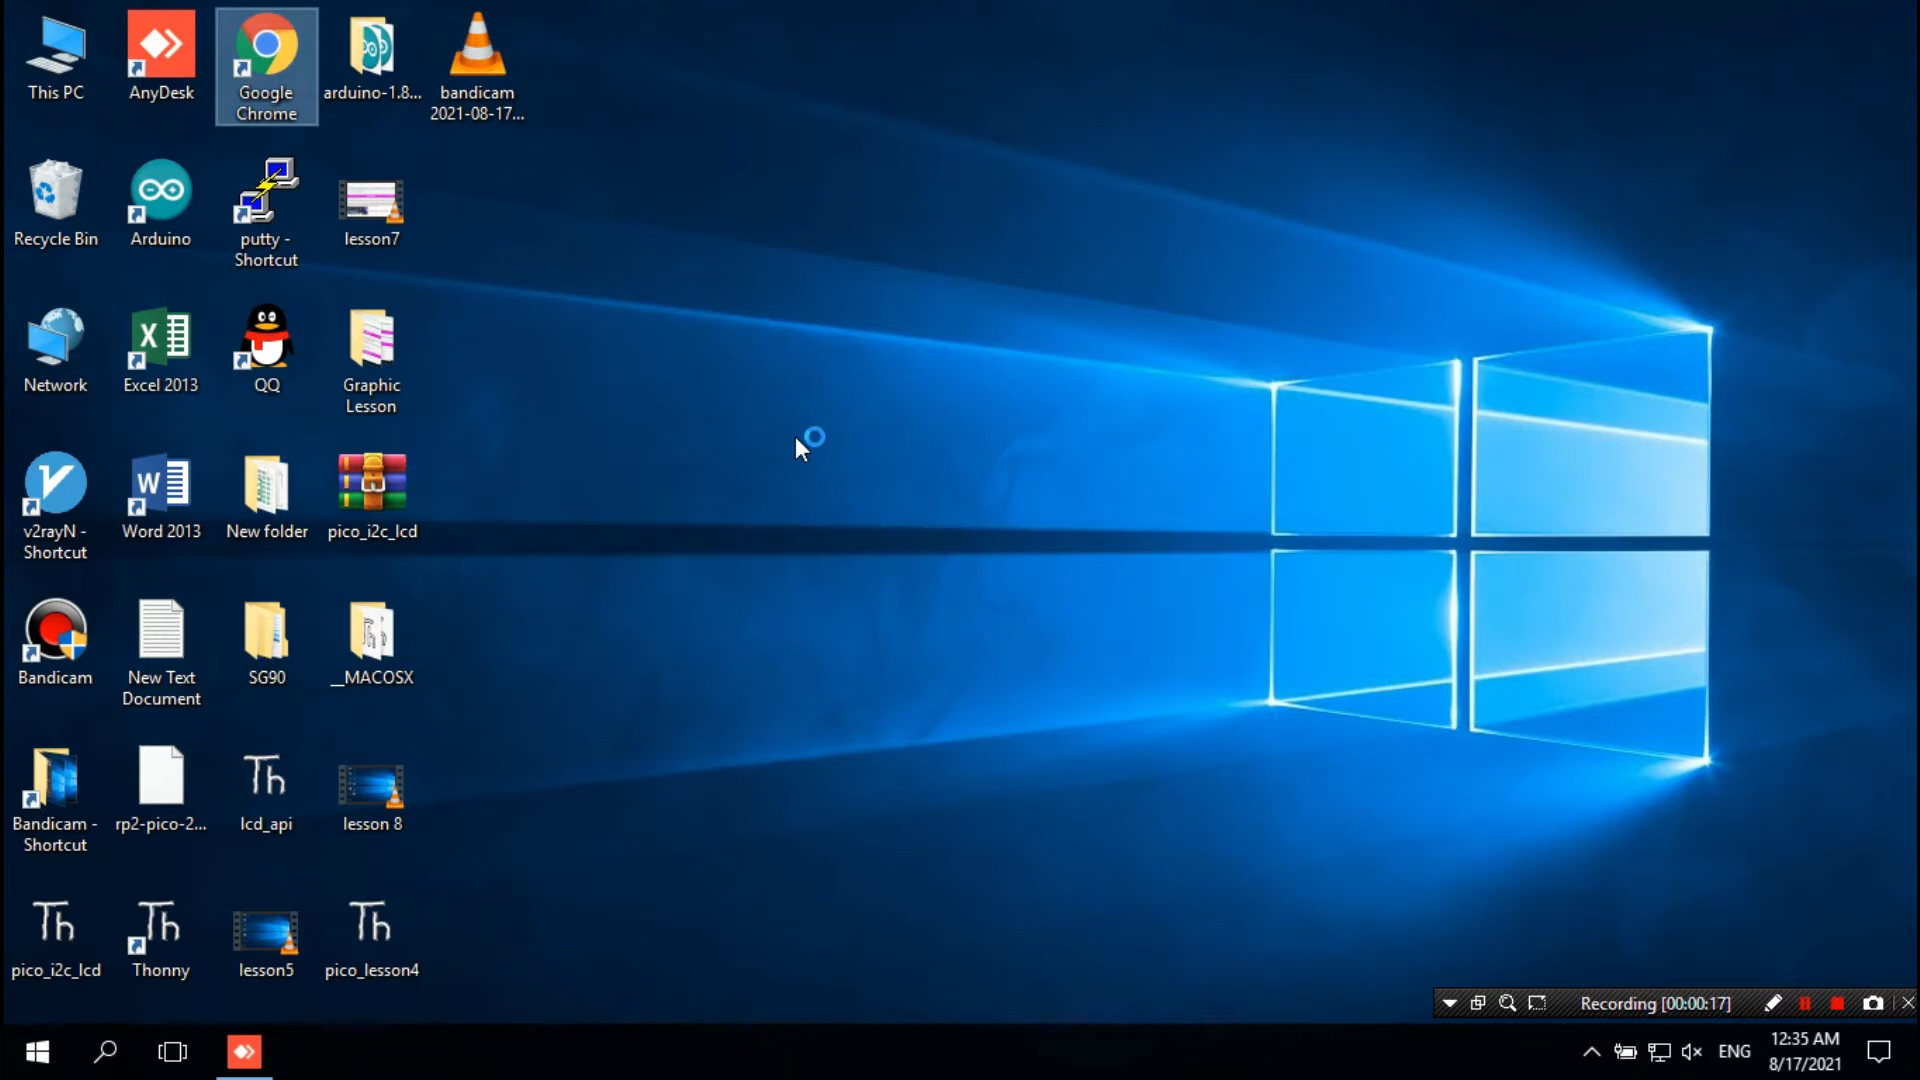 This PC
AnyDesk
Google
Chrome
arduino-1.8...
bandicam
2021-08-17...
Recycle Bin
Arduino
putty -
Shortcut
lesson7
Network
Excel 2013
QQ
Graphic
Lesson
v2rayN -
Shortcut
Word 2013
New folder
pico_i2c_lcd
Bandicam
New Text
Document
SG90
__MACOSX
Bandicam -
Shortcut
rp2-pico-2...
lcd_api
lesson 8
pico_i2c_lcd
Thonny
lesson5
pico_lesson4
Recording [00:00:17]
ENG
12:35 AM
8/17/2021